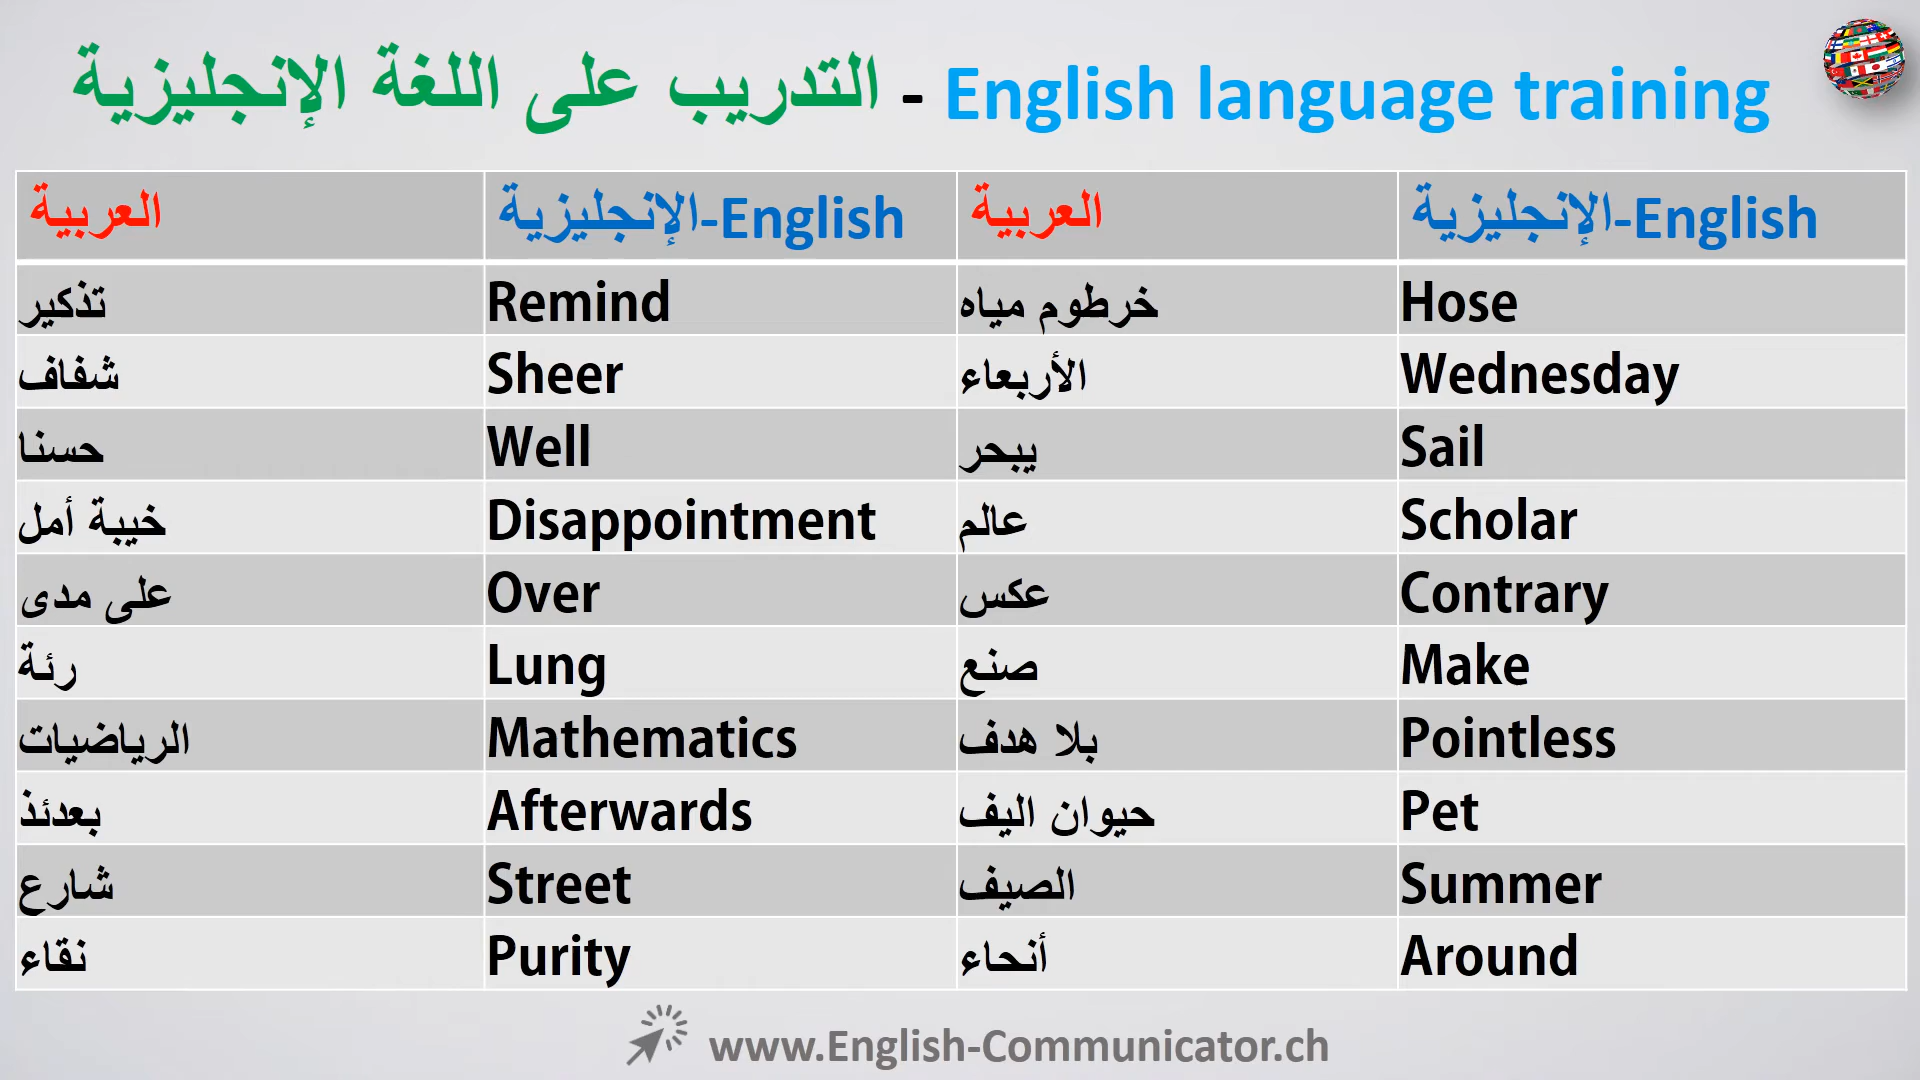 التدريب على اللغة الإنجليزية - English language training
العربية	الإنجليزية-English	العربية	الإنجليزية-English
تذكير	Remind	خرطوم مياه	Hose
شفاف	Sheer	الأربعاء	Wednesday
حسنا	Well	يبحر	Sail
خيبة أمل	Disappointment	عالم	Scholar
على مدى	Over	عكس	Contrary
رئة	Lung	صنع	Make
الرياضيات	Mathematics	بلا هدف	Pointless
بعدئذ	Afterwards	حيوان اليف	Pet
شارع	Street	الصيف	Summer
نقاء	Purity	أنحاء	Around
www.English-Communicator.ch